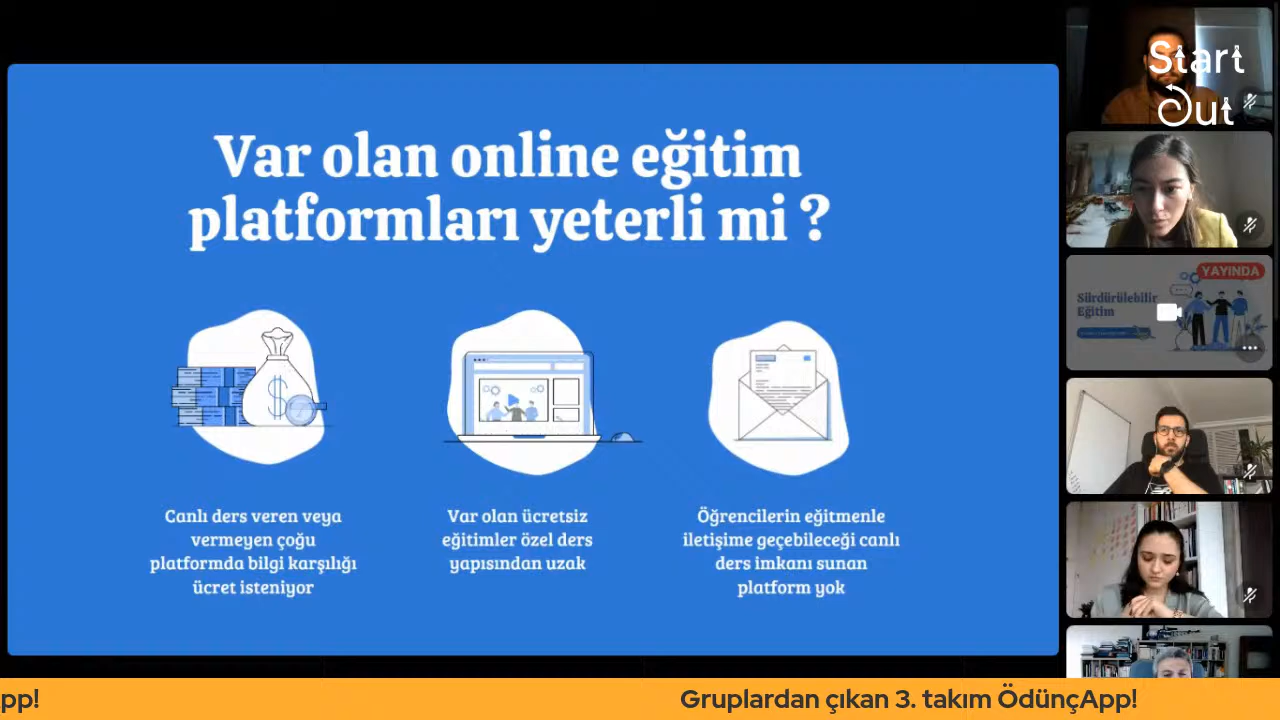 Var olan online eğitim
platformları yeterli mi ?
Canlı ders veren veya
vermeyen çoğu
platformda bilgi karşılığı
ücret isteniyor
Var olan ücretsiz
eğitimler özel ders
yapısından uzak
Öğrencilerin eğitmenle
iletişime geçebileceği canlı
ders imkanı sunan
platform yok
Start
Out
YAYINDA
Sürdürülebilir
Eğitim
pp!
Gruplardan çıkan 3. takım ÖdünçApp!